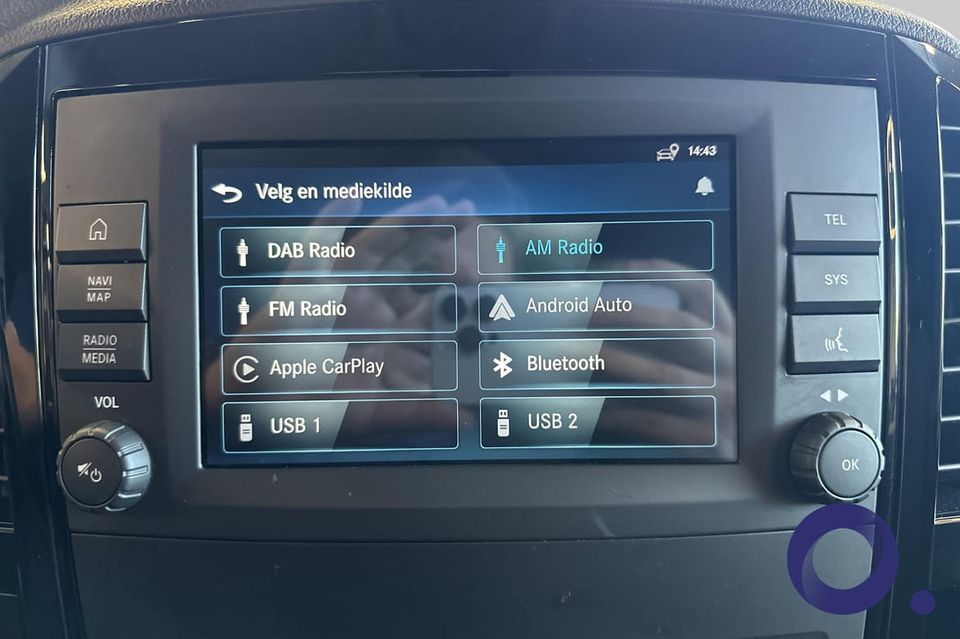 14:43
Velg en mediekilde
DAB Radio
AM Radio
FM Radio
Android Auto
Apple CarPlay
Bluetooth
USB 1
USB 2
NAVI
MAP
RADIO
MEDIA
VOL
TEL
SYS
OK